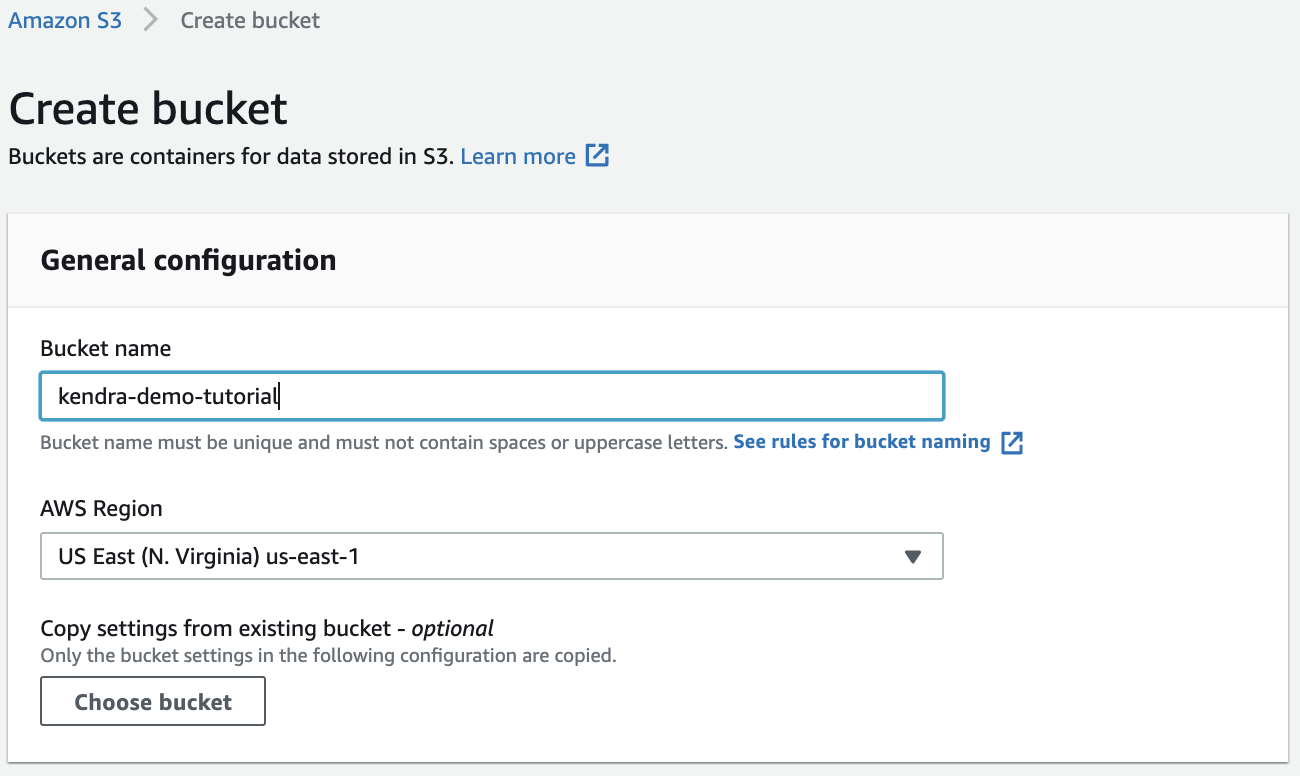 Amazon S3 > Create bucket
Create bucket
Buckets are containers for data stored in S3. Learn more
General configuration
Bucket name
kendra-demo-tutorial
Bucket name must be unique and must not contain spaces or uppercase letters. See rules for bucket naming
AWS Region
US East (N. Virginia) us-east-1
Copy settings from existing bucket - optional
Only the bucket settings in the following configuration are copied.
Choose bucket